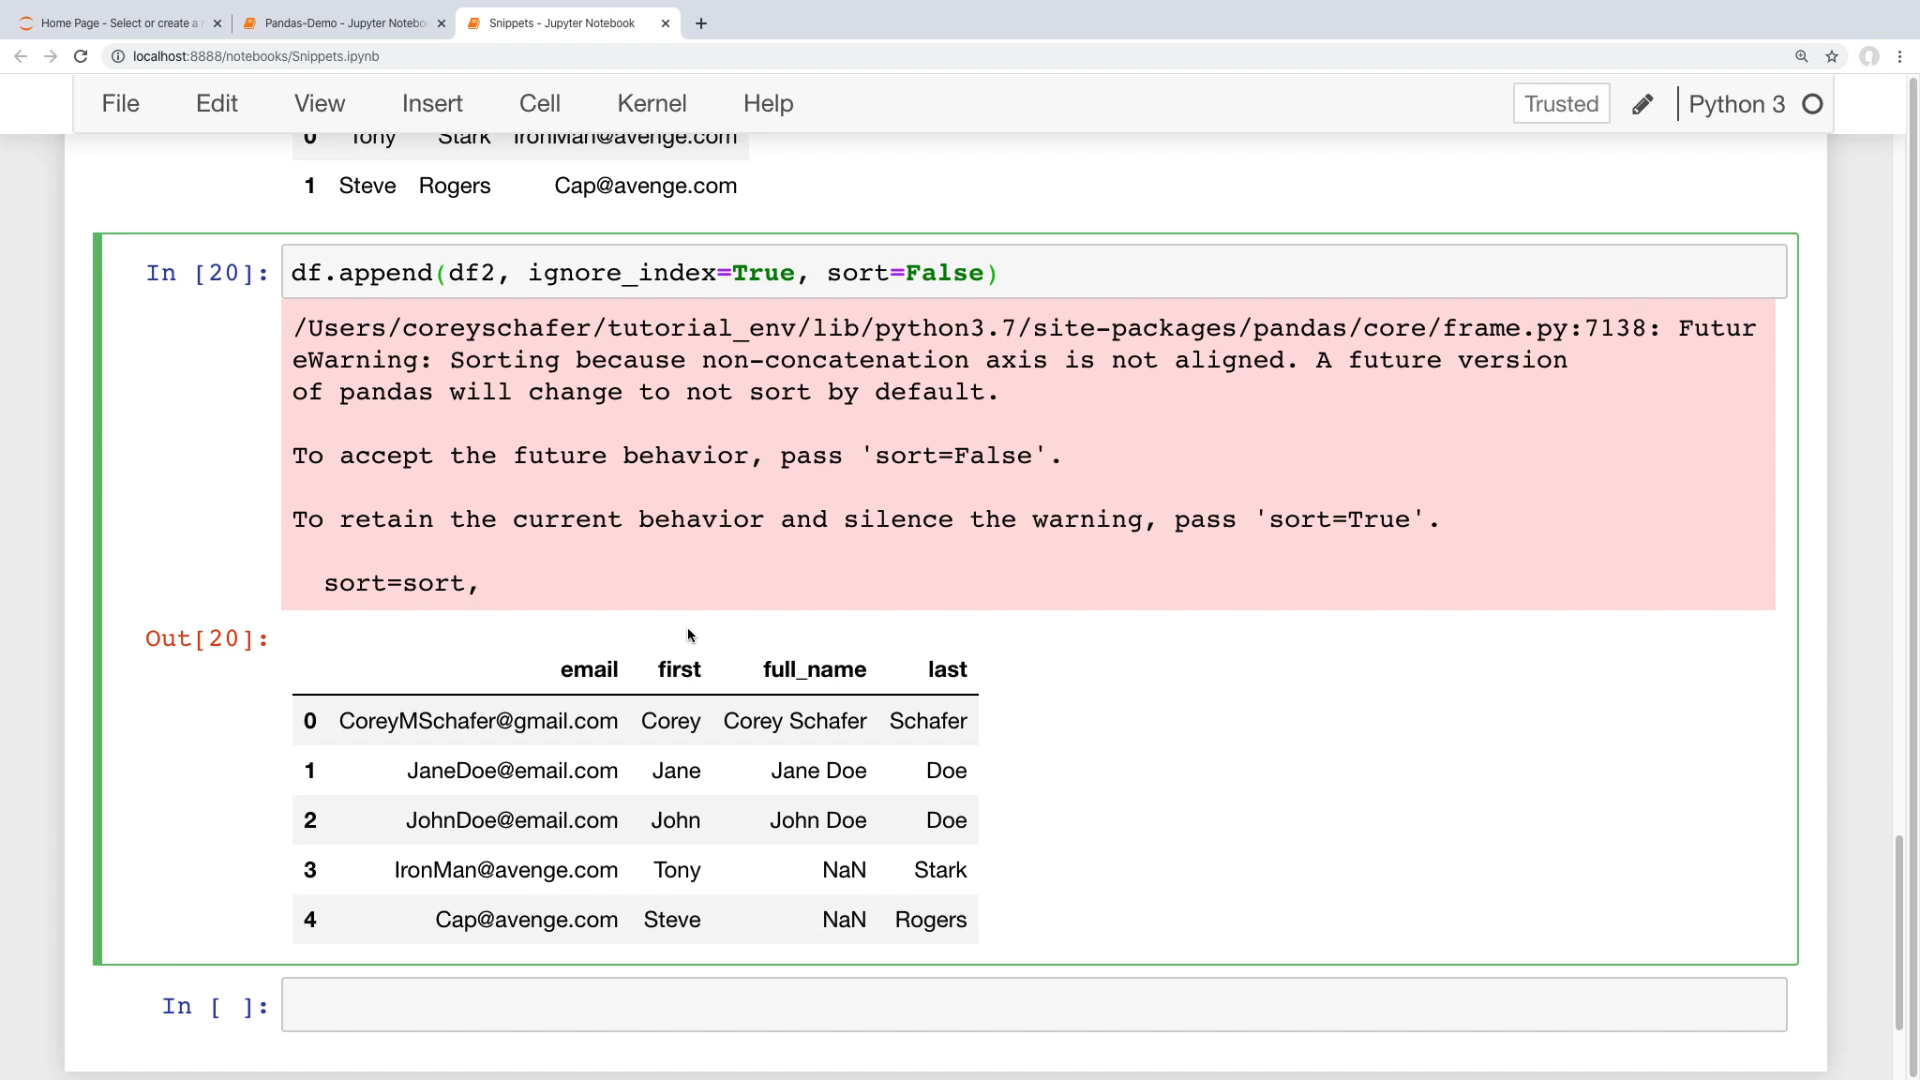 Home Page - Select or create a
Pandas-Demo - Jupyter Notebo
Snippets - Jupyter Notebook
localhost:8888/notebooks/Snippets.ipynb
File Edit View Insert Cell Kernel Help Trusted Python 3
0 Tony Stark IronMan@avenge.com
1 Steve Rogers Cap@avenge.com
In [20]: df.append(df2, ignore_index=True, sort=False)
/Users/coreyschafer/tutorial_env/lib/python3.7/site-packages/pandas/core/frame.py:7138: Futur
eWarning: Sorting because non-concatenation axis is not aligned. A future version
of pandas will change to not sort by default.
To accept the future behavior, pass 'sort=False'.
To retain the current behavior and silence the warning, pass 'sort=True'.
sort=sort,
Out[20]:
email first full_name last
0 CoreyMSchafer@gmail.com Corey Corey Schafer Schafer
1 JaneDoe@email.com Jane Jane Doe Doe
2 JohnDoe@email.com John John Doe Doe
3 IronMan@avenge.com Tony NaN Stark
4 Cap@avenge.com Steve NaN Rogers
In [ ]: